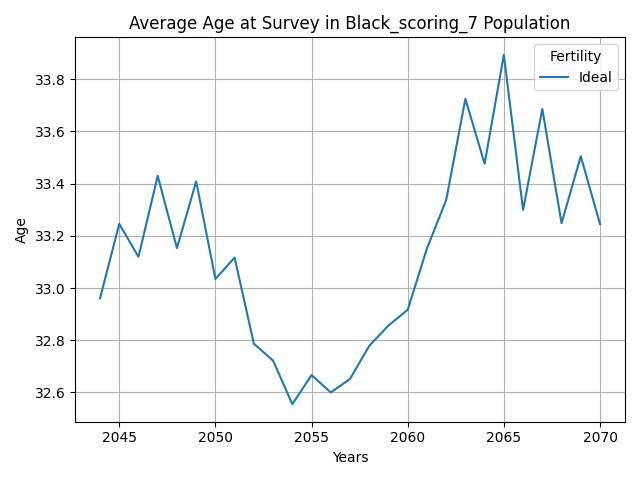 Average Age at Survey in Black_scoring_7 Population
Fertility
Ideal
33.8
33.6
33.4
33.2
33.0
32.8
32.6
Age
2045 2050 2055 2060 2065 2070
Years